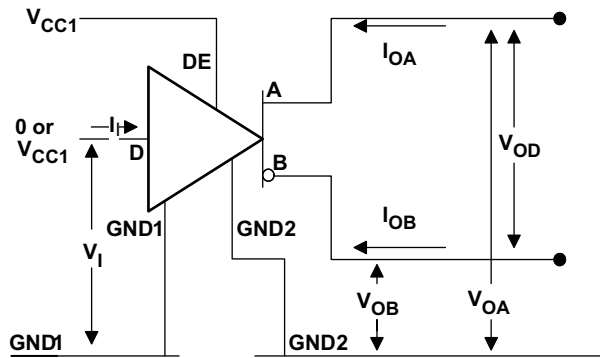 VCC1
DE
IOA
A
0 or
VCC1
II
D
B
VOD
GND1
GND2
IOB
VI
VOB
VOA
GND1
GND2